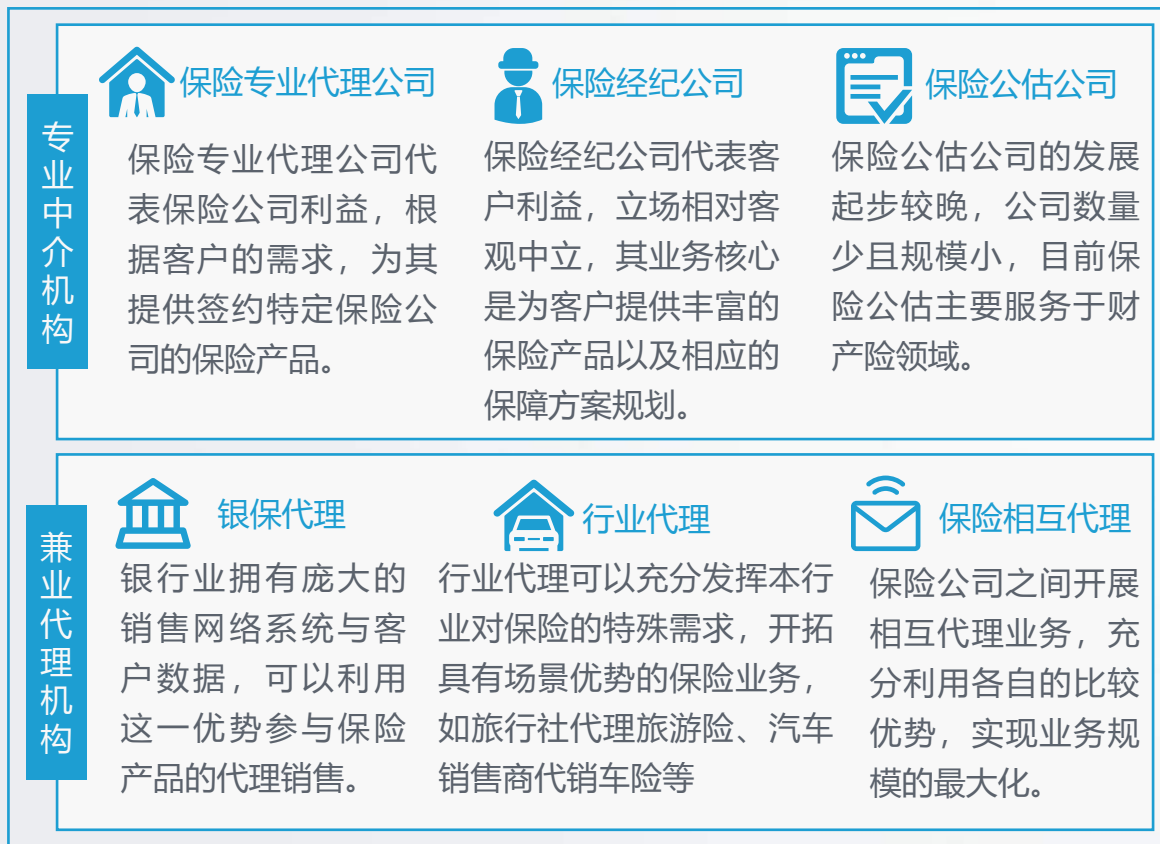 专业中介机构
保险专业代理公司
保险专业代理公司代
表保险公司利益，根
据客户的需求，为其
提供签约特定保险公
司的保险产品。
保险经纪公司
保险经纪公司代表客
户利益，立场相对客
观中立，其业务核心
是为客户提供丰富的
保险产品以及相应的
保障方案规划。
保险公估公司
保险公估公司的发展
起步较晚，公司数量
少且规模小，目前保
险公估主要服务于财
产险领域。
兼业代理机构
银保代理
银行业拥有庞大的
销售网络系统与客
户数据，可以利用
这一优势参与保险
产品的代理销售。
行业代理
行业代理可以充分发挥本行
业对保险的特殊需求，开拓
具有场景优势的保险业务，
如旅行社代理旅游险、汽车
销售商代销车险等
保险相互代理
保险公司之间开展
相互代理业务，充
分利用各自的比较
优势，实现业务规
模的最大化。